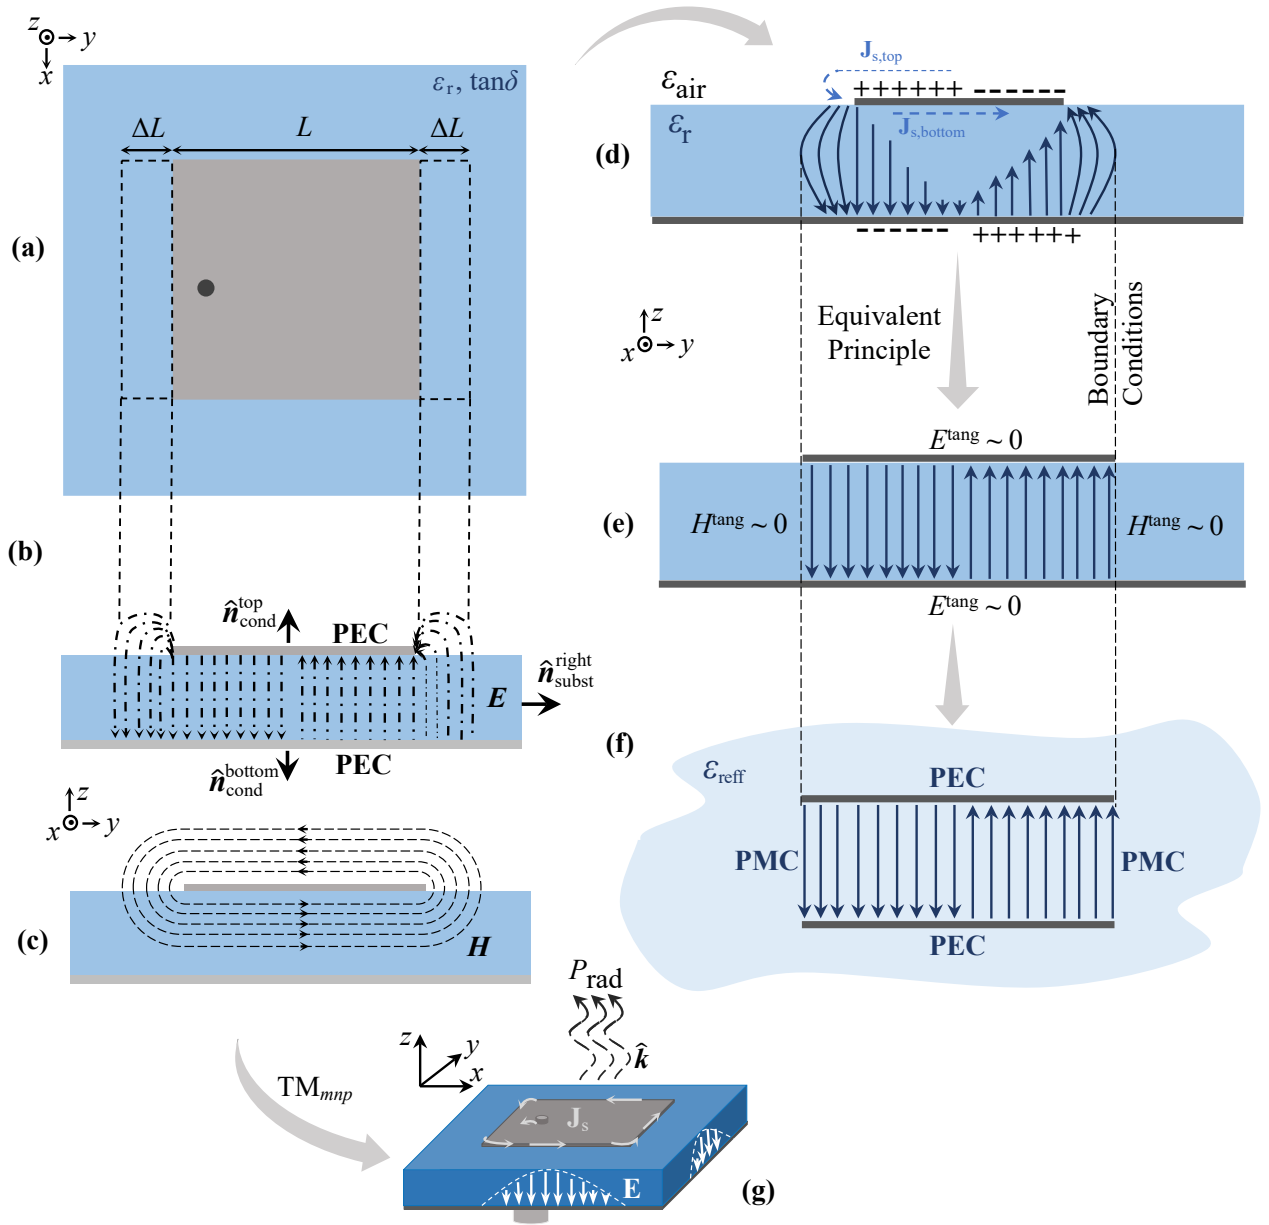 z
y
x
εr, tanδ
ΔL
L
ΔL
(a)
(b)
n̂ top cond
PEC
n̂ right subst
E
n̂ bottom cond
PEC
z
x
y
(c)
H
TMmnp
Prad
k̂
z
y
x
Js
E
(g)
Js,top
εair
++++++
------
εr
Js,bottom
(d)
------
++++++
z
x
y
Equivalent
Principle
Boundary
Conditions
Etang ~ 0
(e)
Htang ~ 0
Htang ~ 0
Etang ~ 0
(f)
εreff
PEC
PMC
PMC
PEC